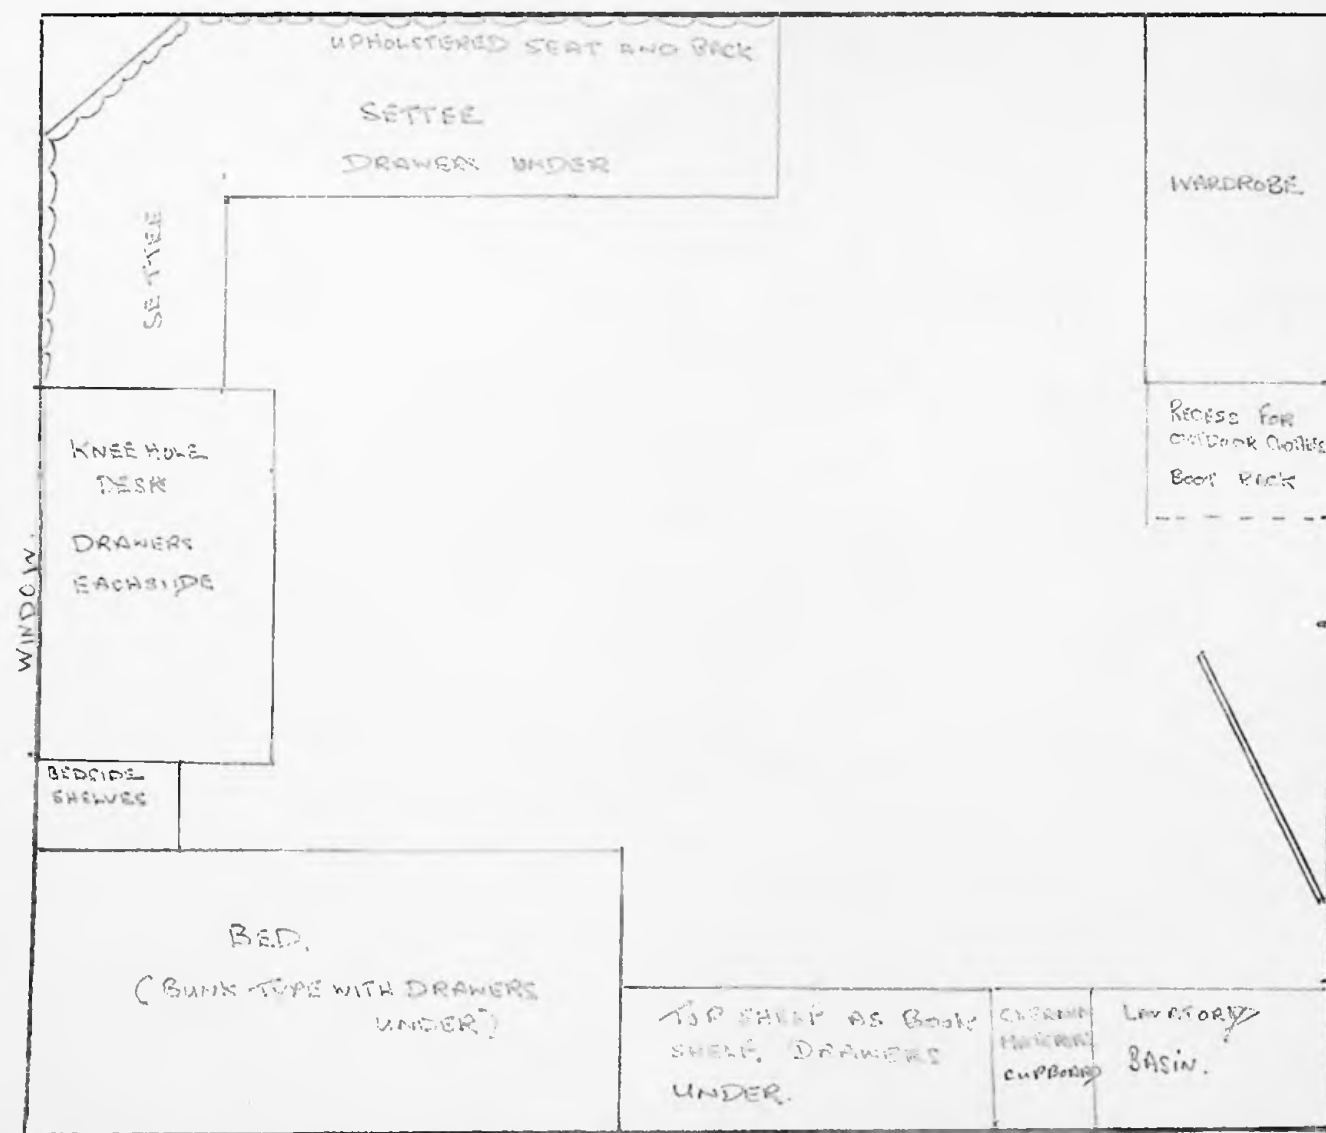 UPHOLSTERED SEAT AND BACK
SETTEE
DRAWERS UNDER
SETTEE
WARDROBE
RECESS FOR
OUTDOOR CLOTHES
BOOT RACK
KNEE HOLE
DESK
DRAWERS
EACHSIDE
WINDOW.
BEDSIDE
SHELVES
BED.
(BUNK TYPE WITH DRAWERS
UNDER)
TOP SHELF AS BOOK
SHELF, DRAWERS
UNDER.
MATERIALS
CUPBOARD
LAVATORY
BASIN.